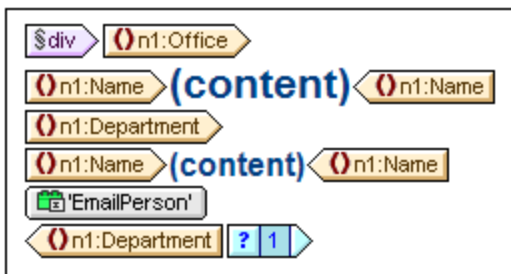 §div ()n1:Office
()n1:Name (content) ()n1:Name
()n1:Department
()n1:Name (content) ()n1:Name
'EmailPerson'
()n1:Department ? 1